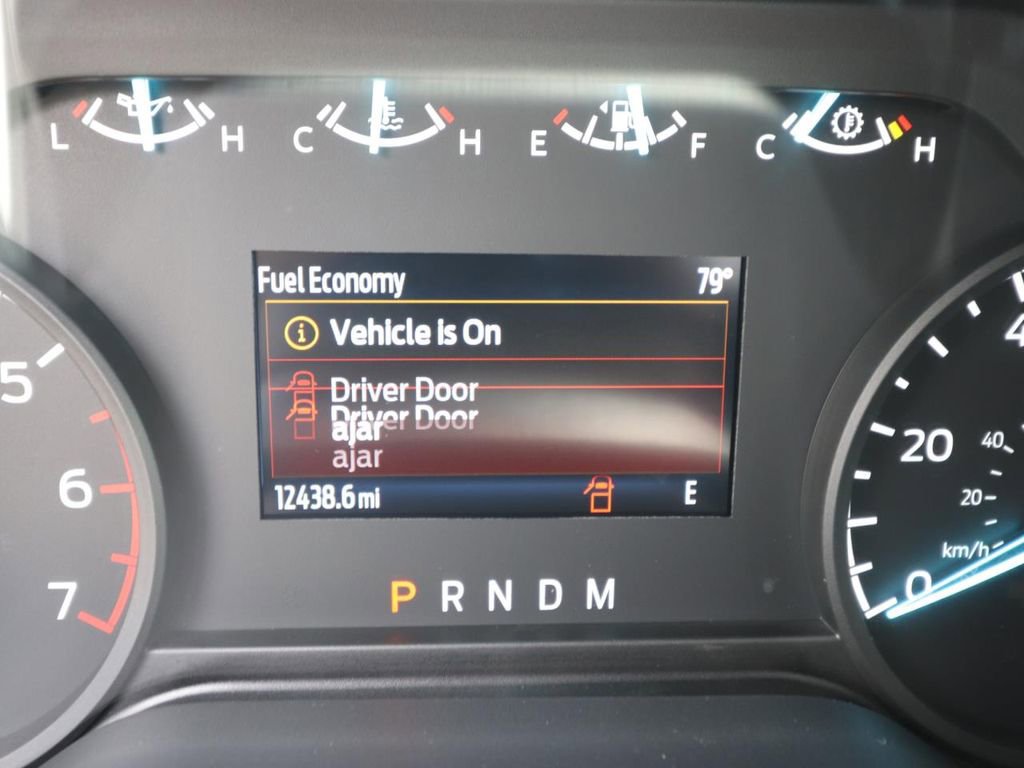 L H C H E F C H
Fuel Economy 79°
Vehicle is On
Driver Door
Driver Door
ajar
ajar
12438.6 mi E
P R N D M
5
6
7
20
40
20
km/h
0